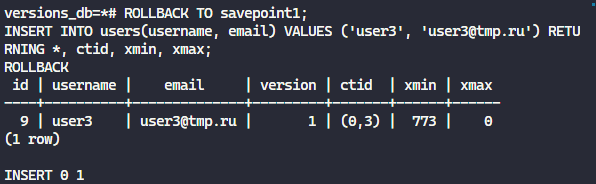 versions_db=*# ROLLBACK TO savepoint1;
INSERT INTO users(username, email) VALUES ('user3', 'user3@tmp.ru') RETU
RNING *, ctid, xmin, xmax;
ROLLBACK
 id | username |    email     | version | ctid  | xmin | xmax
----+----------+--------------+---------+-------+------+------
  9 | user3    | user3@tmp.ru |       1 | (0,3) |  773 |    0
(1 row)

INSERT 0 1